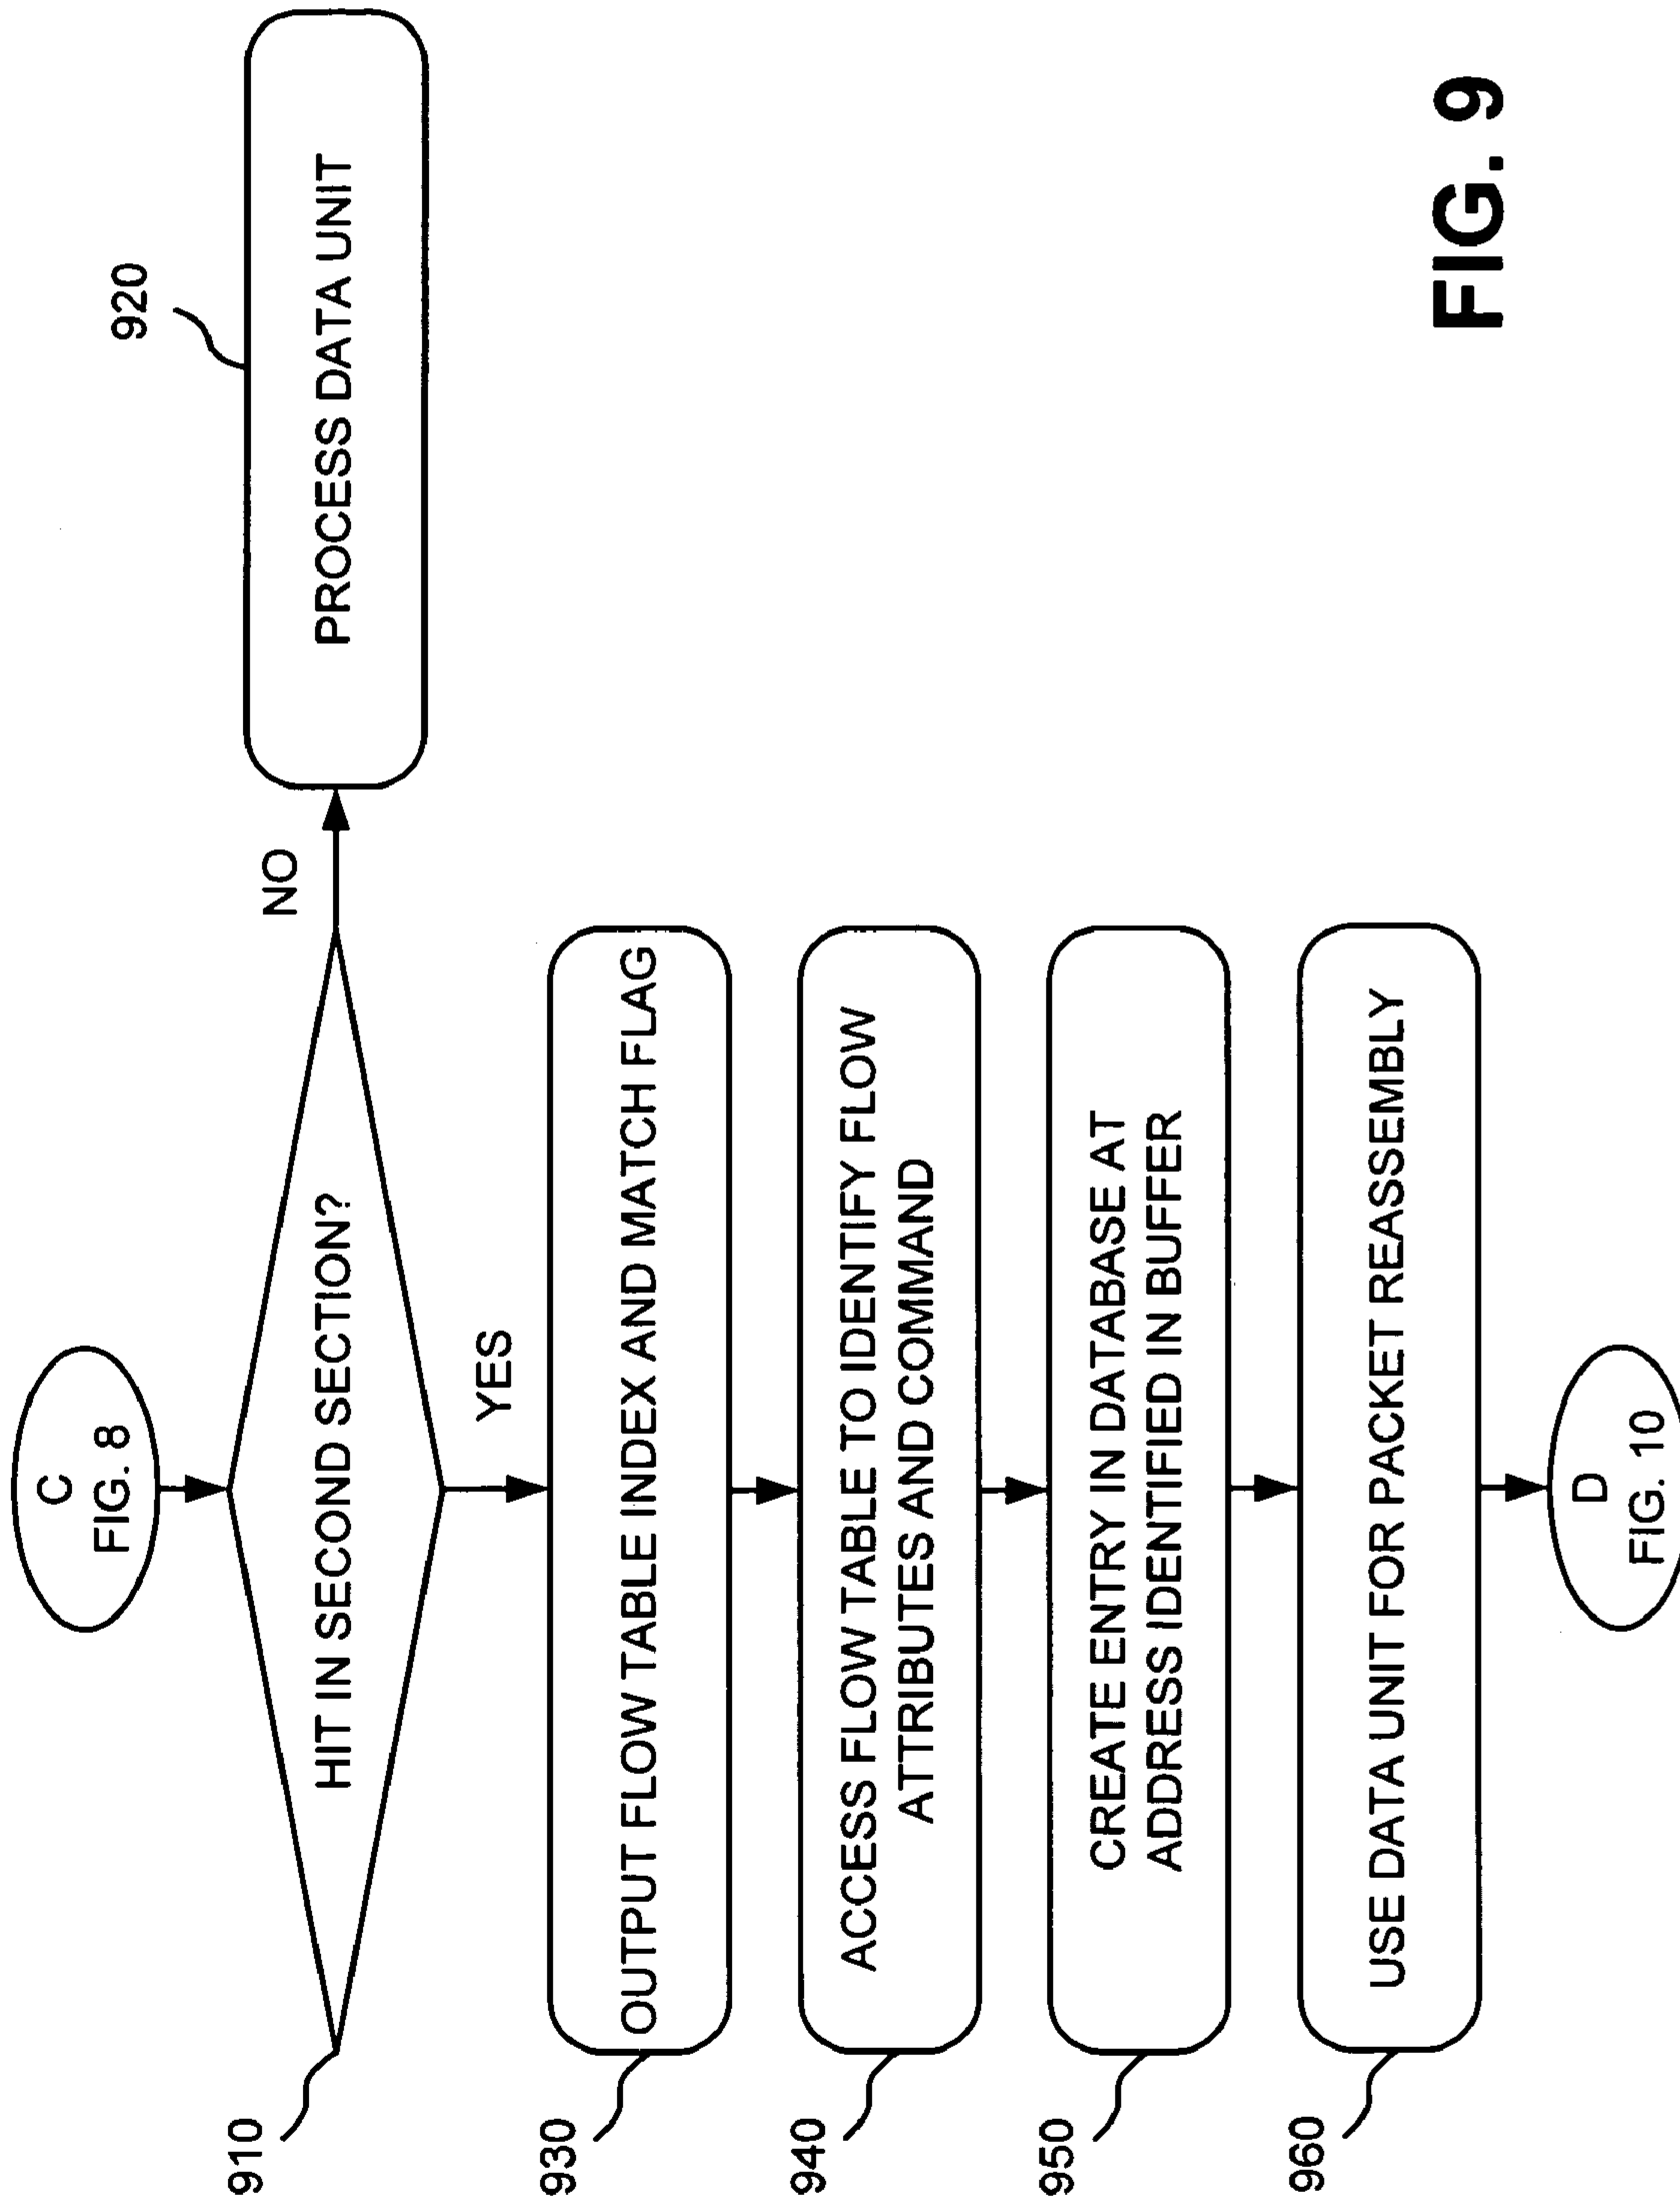 C
FIG. 8
910
HIT IN SECOND SECTION?
NO
920
PROCESS DATA UNIT
YES
930
OUTPUT FLOW TABLE INDEX AND MATCH FLAG
940
ACCESS FLOW TABLE TO IDENTIFY FLOW
ATTRIBUTES AND COMMAND
950
CREATE ENTRY IN DATABASE AT
ADDRESS IDENTIFIED IN BUFFER
960
USE DATA UNIT FOR PACKET REASSEMBLY
D
FIG. 10
FIG. 9